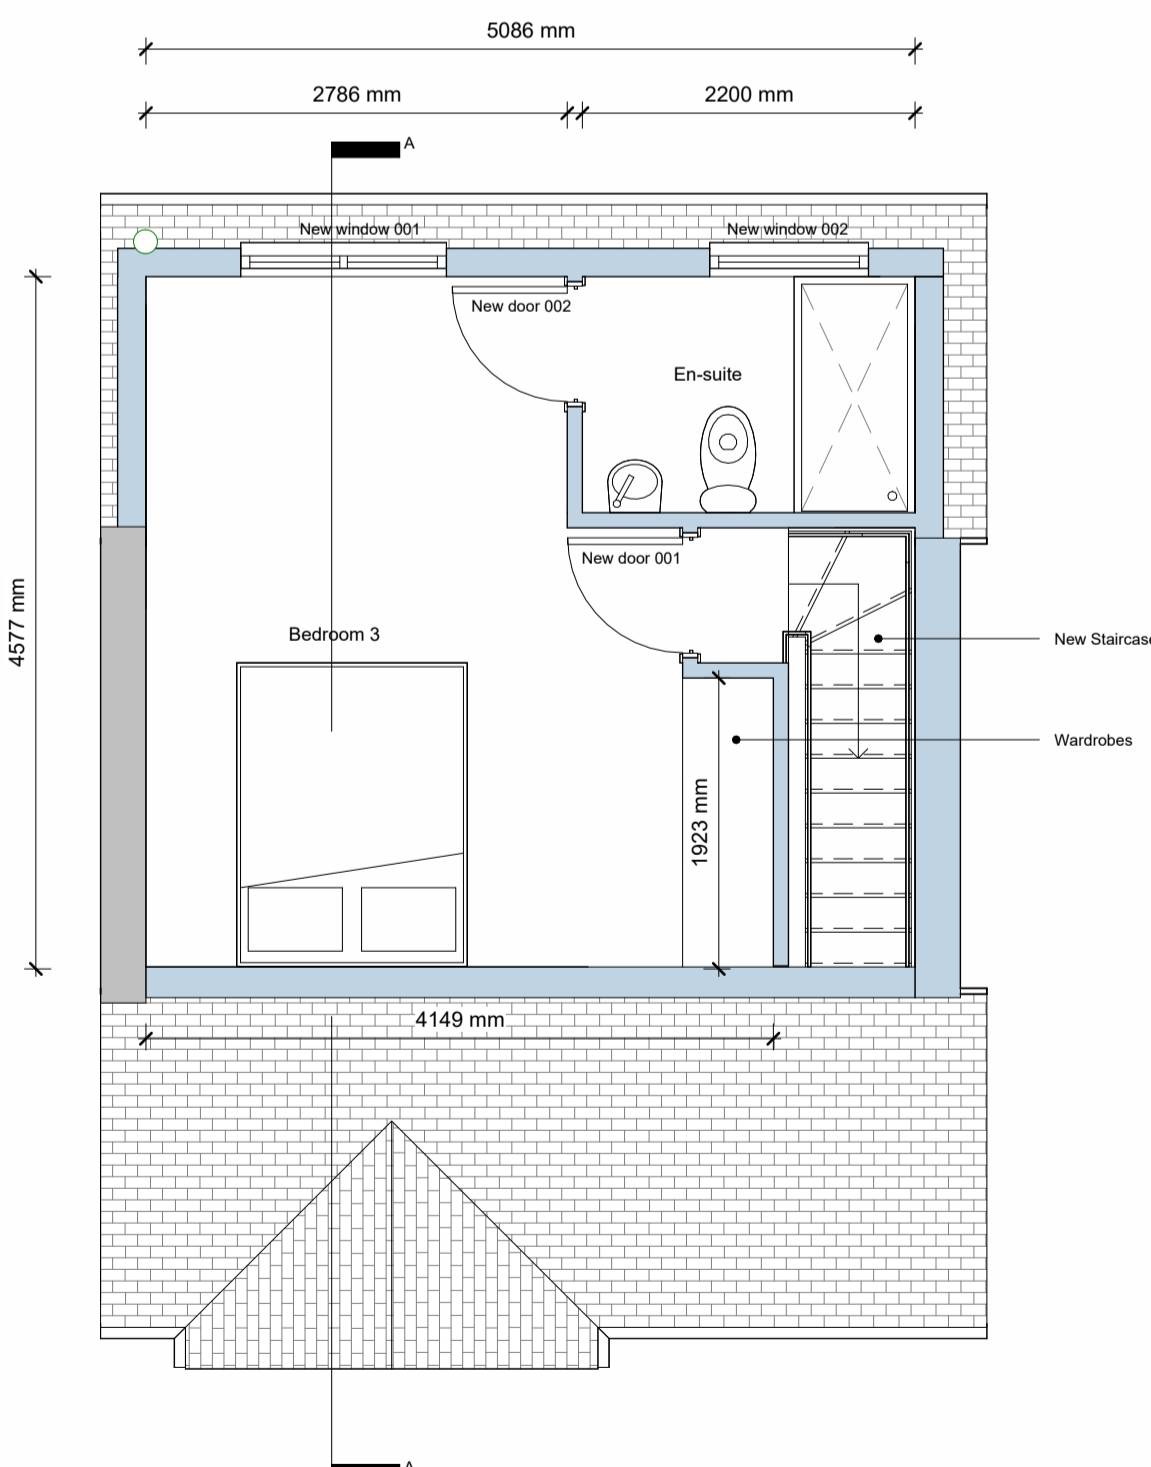 5086 mm
2786 mm
2200 mm
A
New window 001
New window 002
New door 002
En-suite
New door 001
4577 mm
Bedroom 3
New Staircas
Wardrobes
1923 mm
4149 mm
A